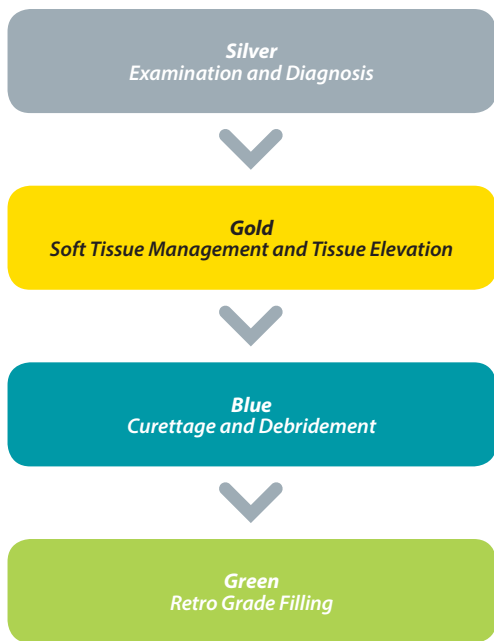 Silver
Examination and Diagnosis
Gold
Soft Tissue Management and Tissue Elevation
Blue
Curettage and Debridement
Green
Retro Grade Filling